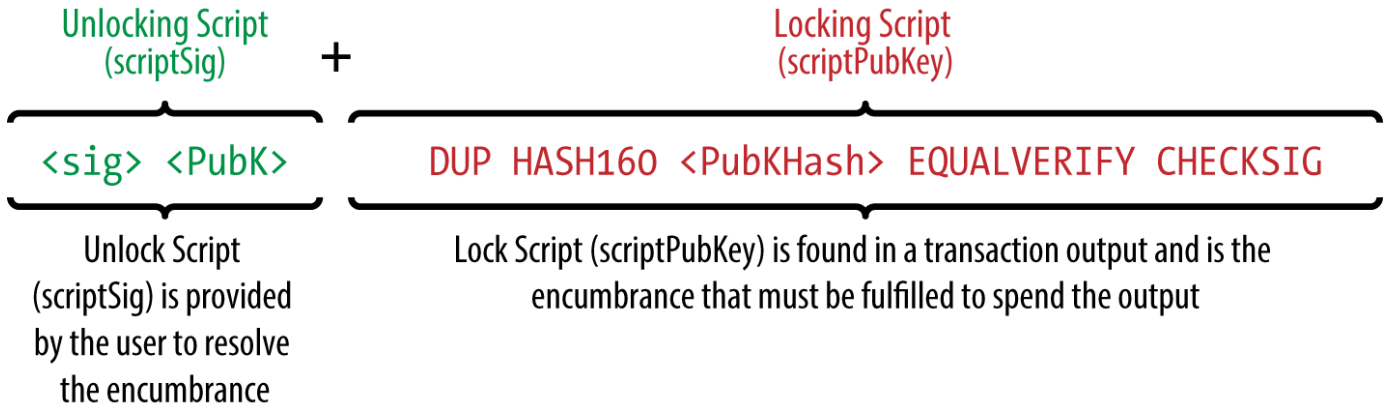 Unlocking Script
(scriptSig)
+
Locking Script
(scriptPubKey)
<sig> <PubK>
DUP HASH160 <PubKHash> EQUALVERIFY CHECKSIG
Unlock Script
(scriptSig) is provided
by the user to resolve
the encumbrance
Lock Script (scriptPubKey) is found in a transaction output and is the
encumbrance that must be fulfilled to spend the output